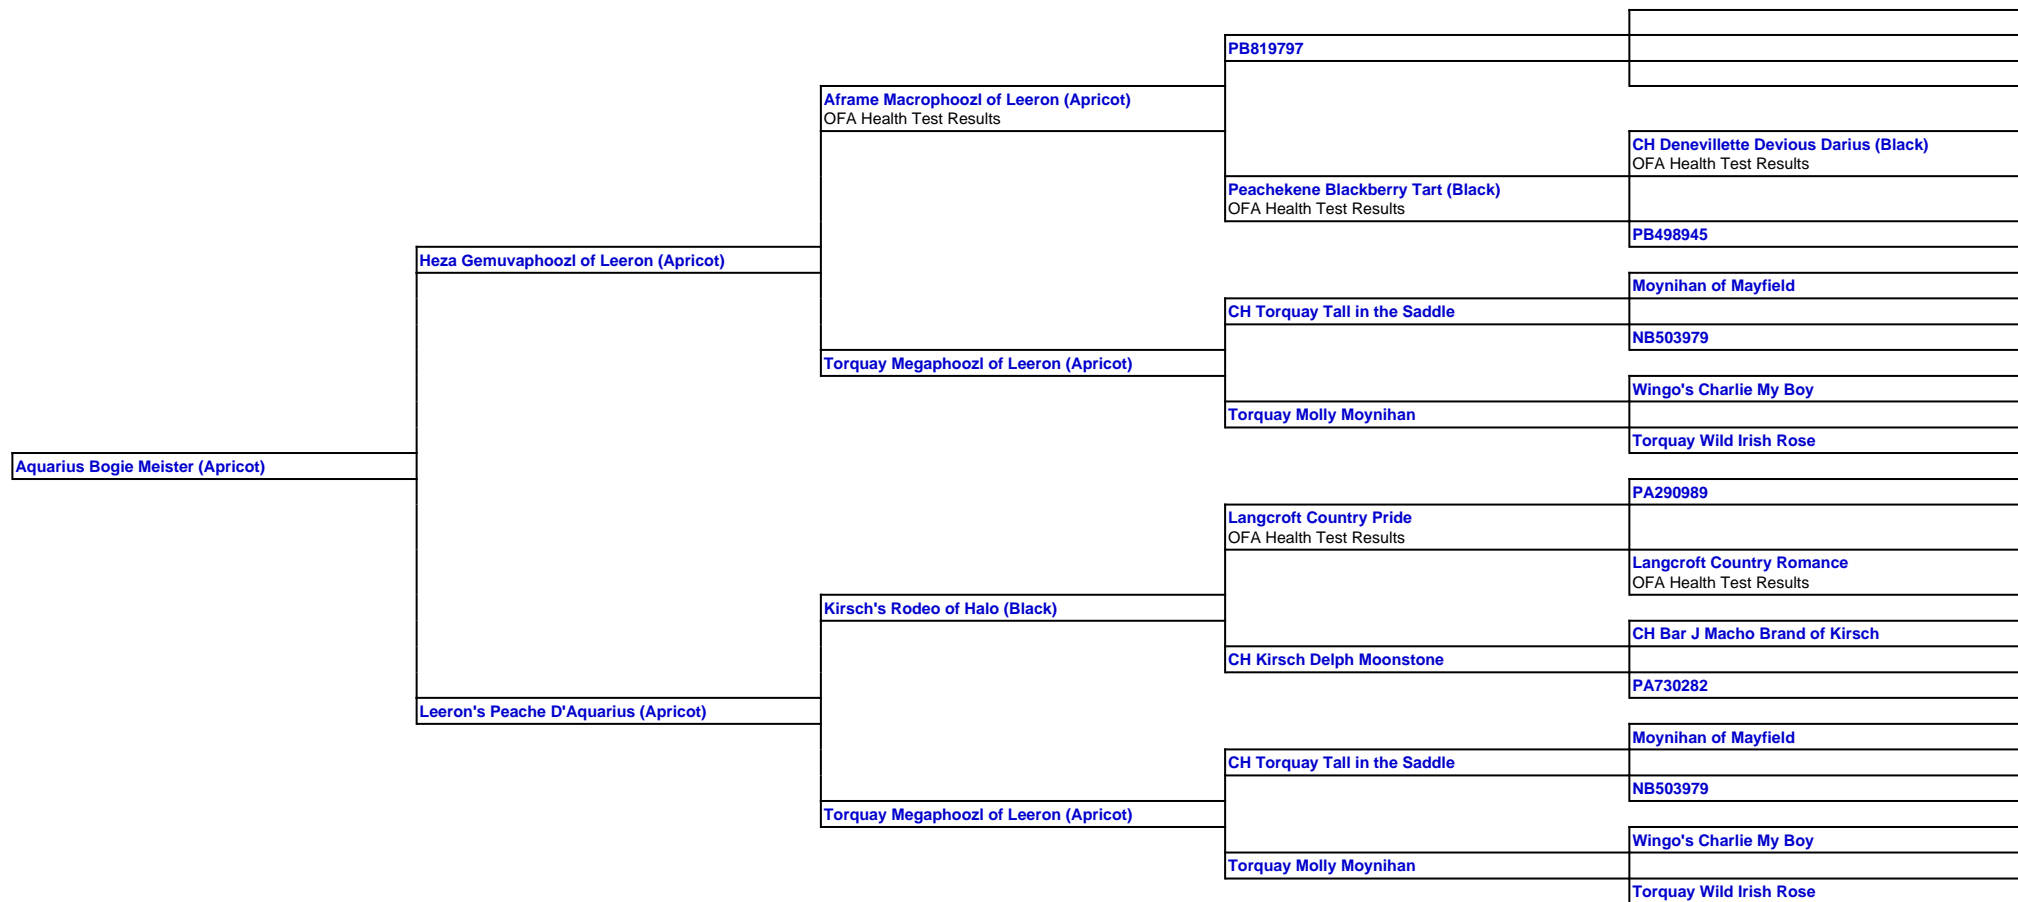 PB819797
Aframe Macrophoozl of Leeron (Apricot)
OFA Health Test Results
CH Denevillette Devious Darius (Black)
OFA Health Test Results
Peachekene Blackberry Tart (Black)
OFA Health Test Results
PB498945
Heza Gemuvaphoozl of Leeron (Apricot)
Moynihan of Mayfield
CH Torquay Tall in the Saddle
NB503979
Torquay Megaphoozl of Leeron (Apricot)
Wingo's Charlie My Boy
Torquay Molly Moynihan
Torquay Wild Irish Rose
Aquarius Bogie Meister (Apricot)
PA290989
Langcroft Country Pride
OFA Health Test Results
Langcroft Country Romance
OFA Health Test Results
Kirsch's Rodeo of Halo (Black)
CH Bar J Macho Brand of Kirsch
CH Kirsch Delph Moonstone
PA730282
Leeron's Peache D'Aquarius (Apricot)
Moynihan of Mayfield
CH Torquay Tall in the Saddle
NB503979
Torquay Megaphoozl of Leeron (Apricot)
Wingo's Charlie My Boy
Torquay Molly Moynihan
Torquay Wild Irish Rose